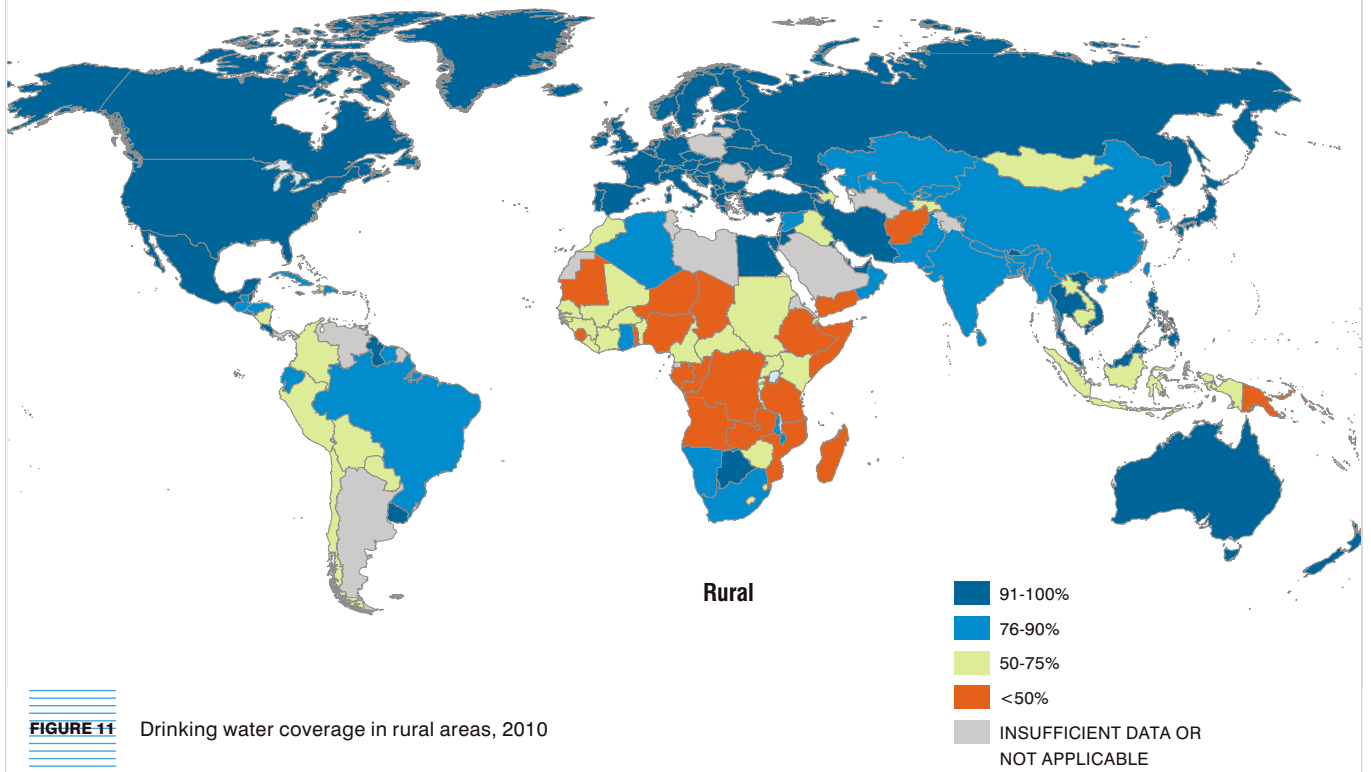 Rural
91-100%
76-90%
50-75%
<50%
INSUFFICIENT DATA OR
NOT APPLICABLE
FIGURE 11 Drinking water coverage in rural areas, 2010